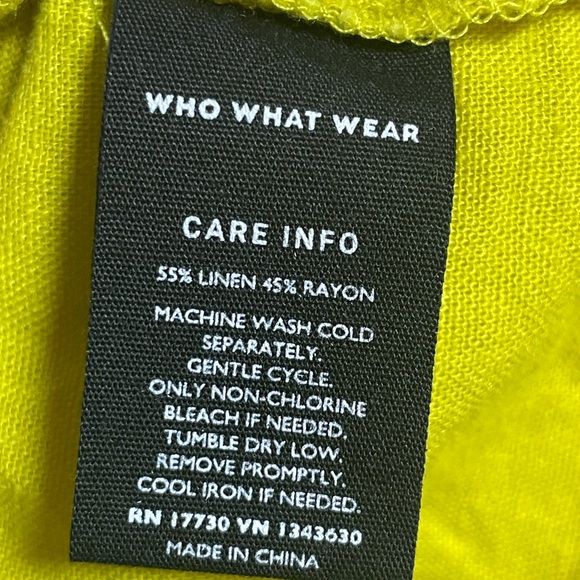 WHO WHAT WEAR
CARE INFO
55% LINEN 45% RAYON
MACHINE WASH COLD
SEPARATELY.
GENTLE CYCLE.
ONLY NON-CHLORINE
BLEACH IF NEEDED.
TUMBLE DRY LOW.
REMOVE PROMPTLY.
COOL IRON IF NEEDED.
RN 17730 VN 1343630
MADE IN CHINA